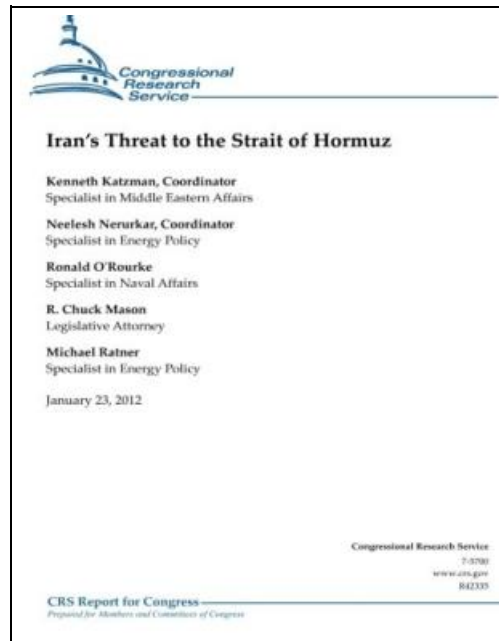 Congressional
Research
Service
Iran's Threat to the Strait of Hormuz
Kenneth Katzman, Coordinator
Specialist in Middle Eastern Affairs
Neelesh Nerurkar, Coordinator
Specialist in Energy Policy
Ronald O'Rourke
Specialist in Naval Affairs
R. Chuck Mason
Legislative Attorney
Michael Ratner
Specialist in Energy Policy
January 23, 2012
Congressional Research Service
7-5700
www.crs.gov
R42335
CRS Report for Congress
Prepared for Members and Committees of Congress